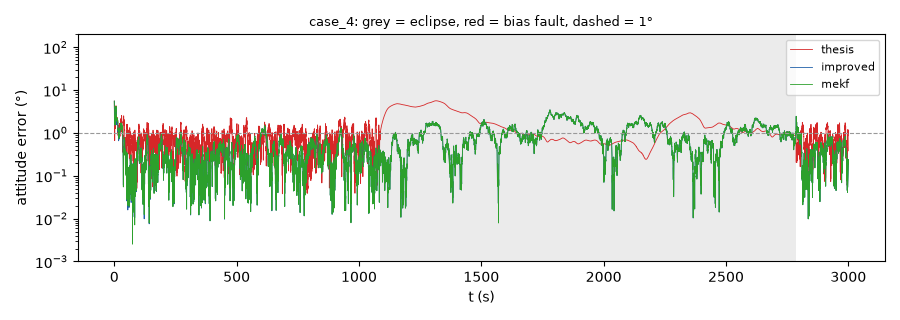 case_4: grey = eclipse, red = bias fault, dashed = 1°
attitude error (°)
10²
10¹
10⁰
10⁻¹
10⁻²
10⁻³
thesis
improved
mekf
0 500 1000 1500 2000 2500 3000
t (s)